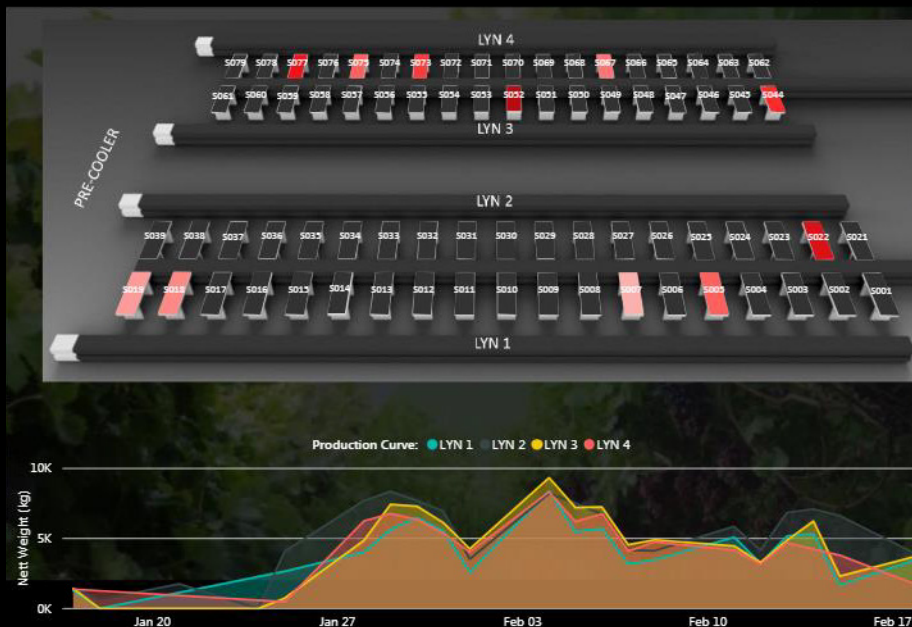 LYN 4
S079 S078 S077 S076 S075 S074 S073 S072 S071 S070 S069 S068 S067 S066 S065 S064 S063 S062
S061 S060 S059 S058 S057 S056 S055 S054 S053 S052 S051 S050 S049 S048 S047 S046 S045 S044
LYN 3
PRE-COOLER
LYN 2
S039 S038 S037 S036 S035 S034 S033 S032 S031 S030 S029 S028 S027 S026 S025 S024 S023 S022 S021
S019 S018 S017 S016 S015 S014 S013 S012 S011 S010 S009 S008 S007 S006 S005 S004 S003 S002 S001
LYN 1
Production Curve: LYN 1 LYN 2 LYN 3 LYN 4
Nett Weight (kg)
10K
5K
0K
Jan 20 Jan 27 Feb 03 Feb 10 Feb 17